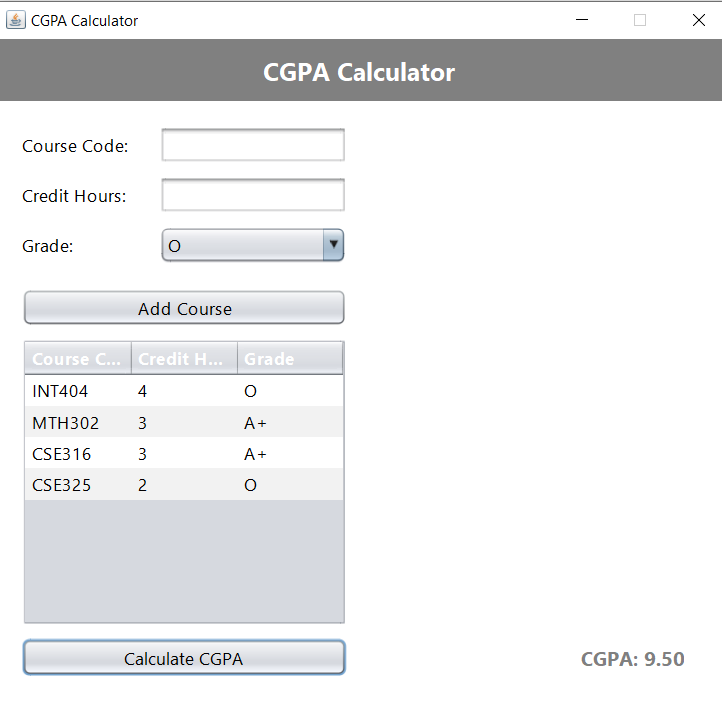 CGPA Calculator
CGPA Calculator
Course Code:
Credit Hours:
Grade: O
Add Course
Course C... Credit H... Grade
INT404 4 O
MTH302 3 A+
CSE316 3 A+
CSE325 2 O
Calculate CGPA CGPA: 9.50